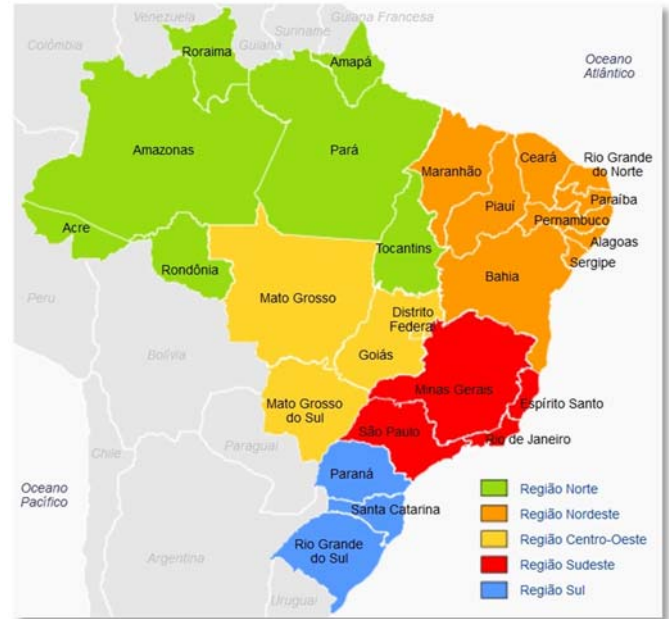 Venezuela
Suriname
Guiana Francesa
Colômbia
Guiana
Roraima
Amapá
Oceano
Atlântico
Amazonas
Pará
Maranhão
Ceará
Rio Grande
do Norte
Paraíba
Piauí
Pernambuco
Acre
Tocantins
Alagoas
Rondônia
Sergipe
Bahia
Peru
Mato Grosso
Distrito
Federal
Bolívia
Goiás
Minas Gerais
Mato Grosso
do Sul
Espírito Santo
São Paulo
Rio de Janeiro
Paraguai
Chile
Paraná
Oceano
Pacífico
Santa Catarina
Rio Grande
do Sul
Argentina
Uruguai
Região Norte
Região Nordeste
Região Centro-Oeste
Região Sudeste
Região Sul